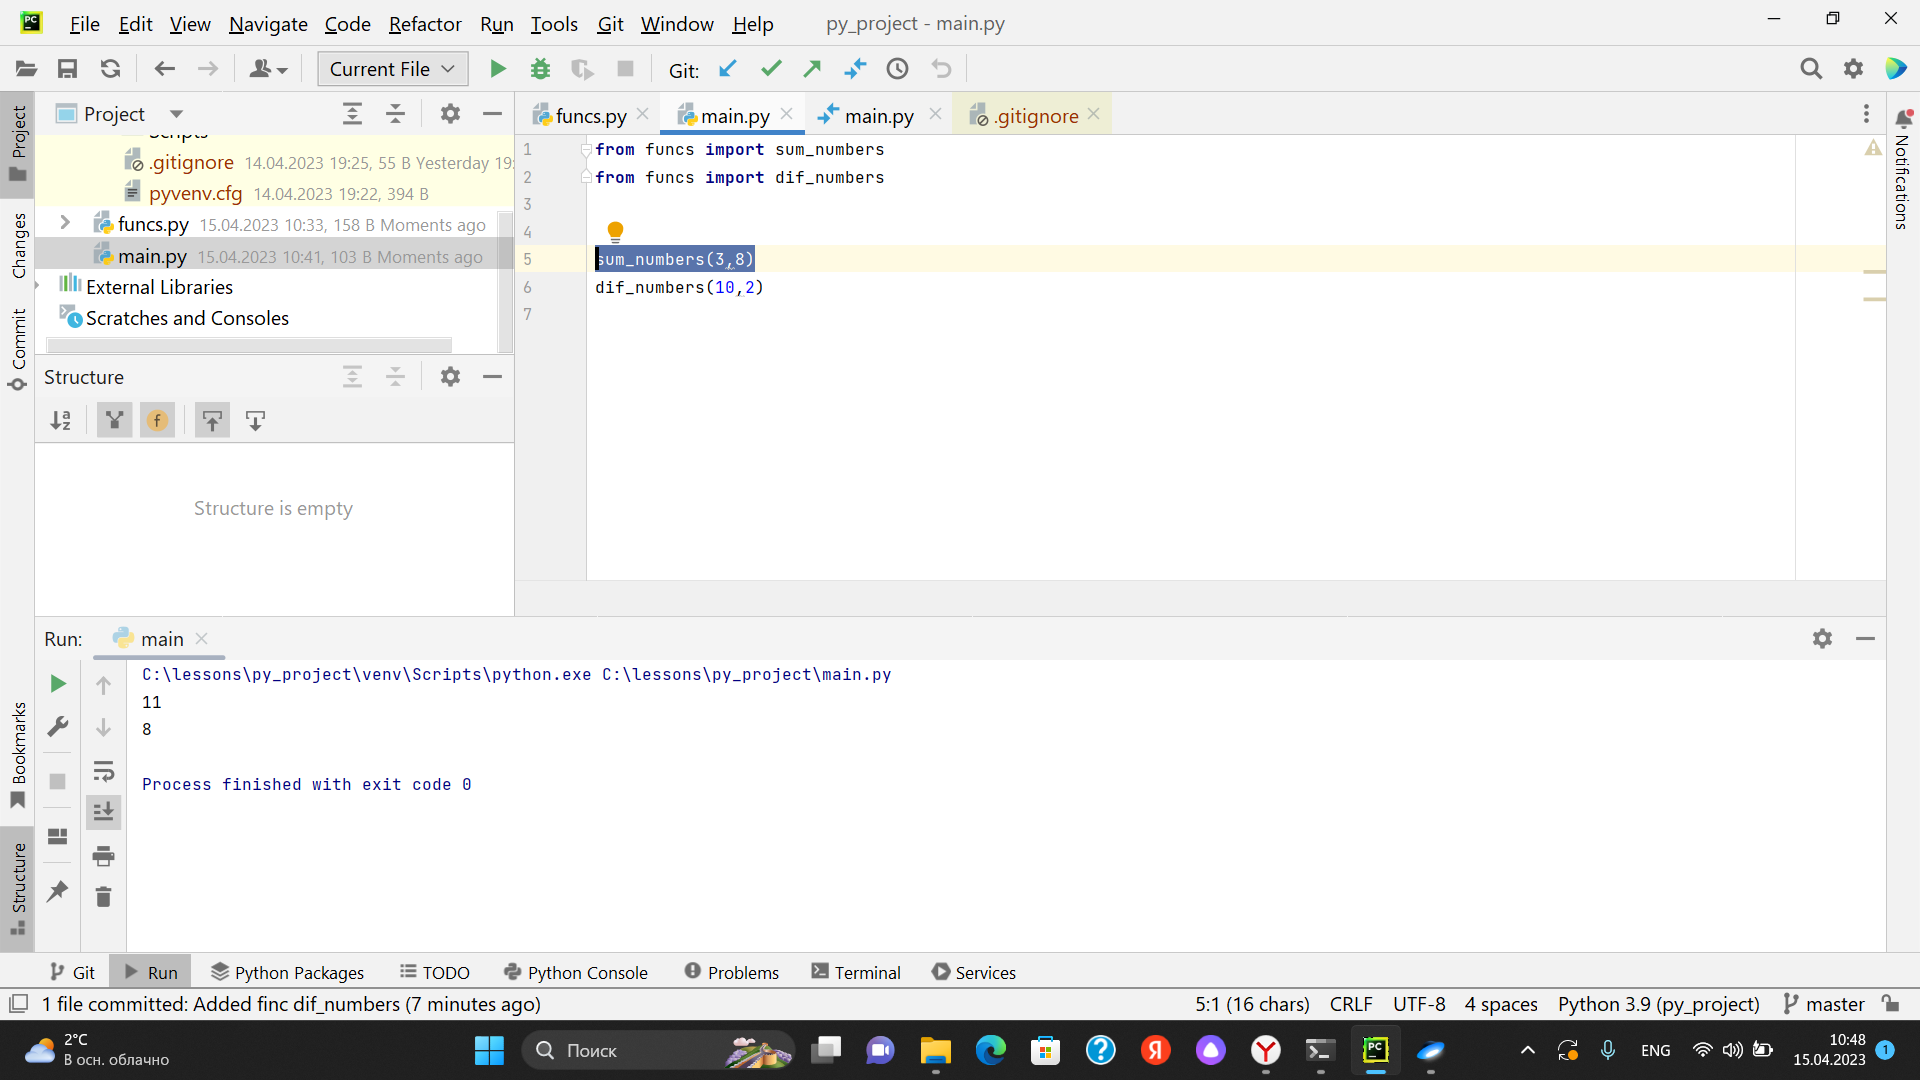 PC File Edit View Navigate Code Refactor Run Tools Git Window Help py_project - main.py
Current File Git:
Project
funcs.py main.py main.py .gitignore
Scripts
.gitignore 14.04.2023 19:25, 55 B Yesterday 19:
pyvenv.cfg 14.04.2023 19:22, 394 B
funcs.py 15.04.2023 10:33, 158 B Moments ago
main.py 15.04.2023 10:41, 103 B Moments ago
External Libraries
Scratches and Consoles
1 from funcs import sum_numbers
2 from funcs import dif_numbers
3
4
5 sum_numbers(3,8)
6 dif_numbers(10,2)
7
Structure
Structure is empty
Project
Changes
Commit
Bookmarks
Structure
Notifications
Run: main
C:\lessons\py_project\venv\Scripts\python.exe C:\lessons\py_project\main.py
11
8
Process finished with exit code 0
Git Run Python Packages TODO Python Console Problems Terminal Services
1 file committed: Added finc dif_numbers (7 minutes ago) 5:1 (16 chars) CRLF UTF-8 4 spaces Python 3.9 (py_project) master
2°C
В осн. облачно
Поиск
ENG
10:48
15.04.2023
1